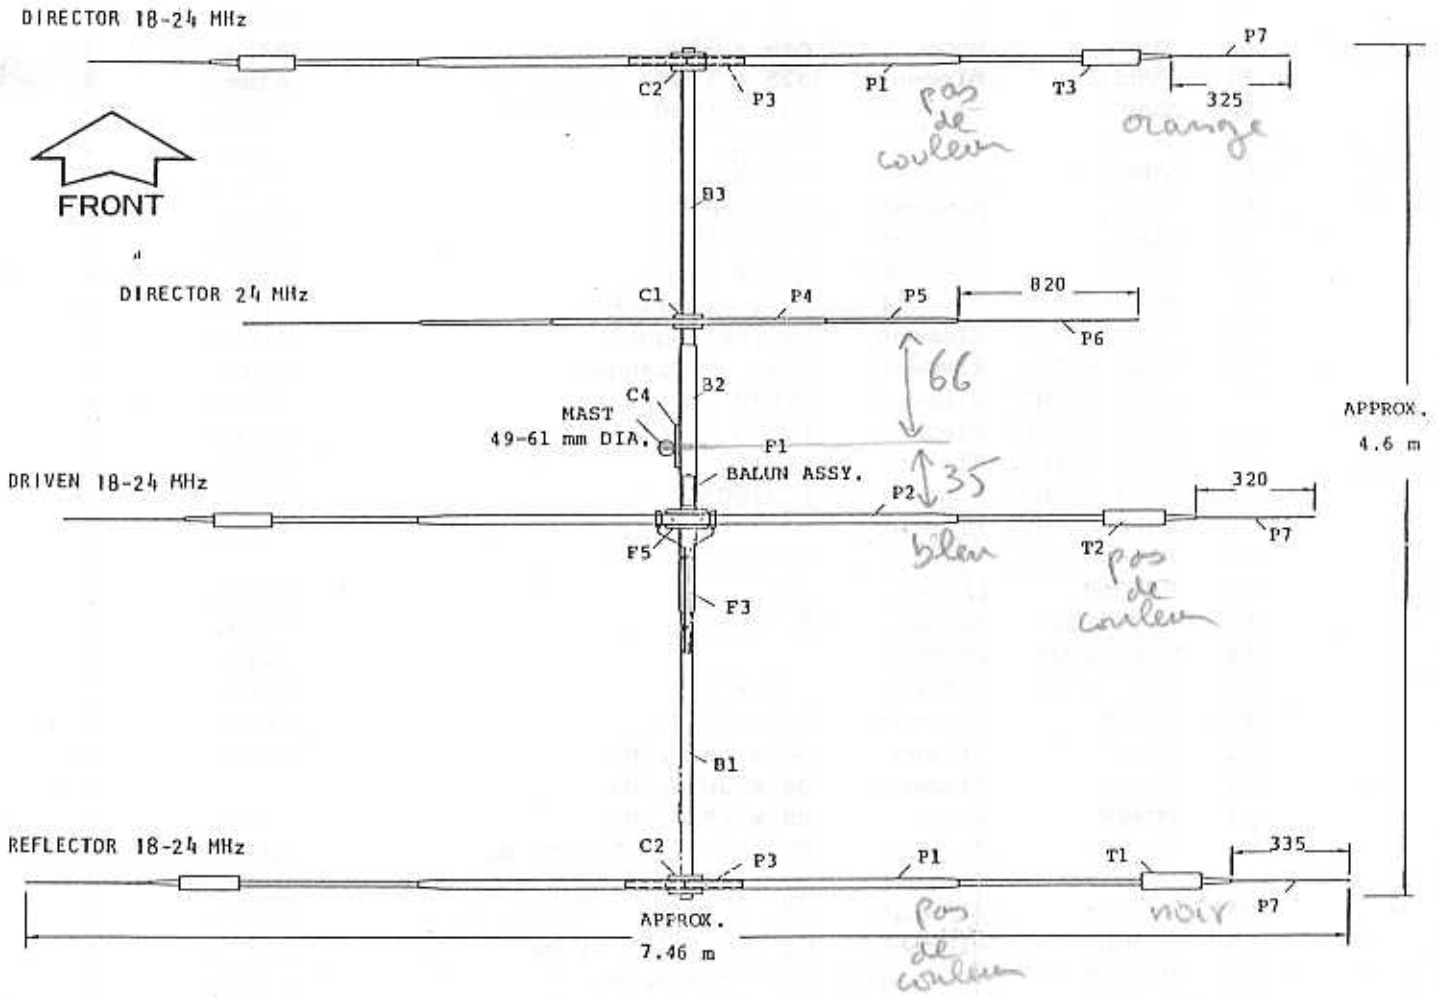 DIRECTOR 18-24 MHz
P7
C2
P3
P1
T3
325
pas
de
couleur
orange
FRONT
B3
DIRECTOR 24 MHz
C1
P4
P5
820
P6
66
B2
C4
MAST
49-61 mm DIA.
F1
APPROX.
4.6 m
BALUN ASSY.
35
DRIVEN 18-24 MHz
P2
320
F5
bleu
T2
P7
pas
de
couleur
F3
B1
REFLECTOR 18-24 MHz
C2
P3
P1
T1
335
P7
APPROX.
7.46 m
pas
de
couleur
noir